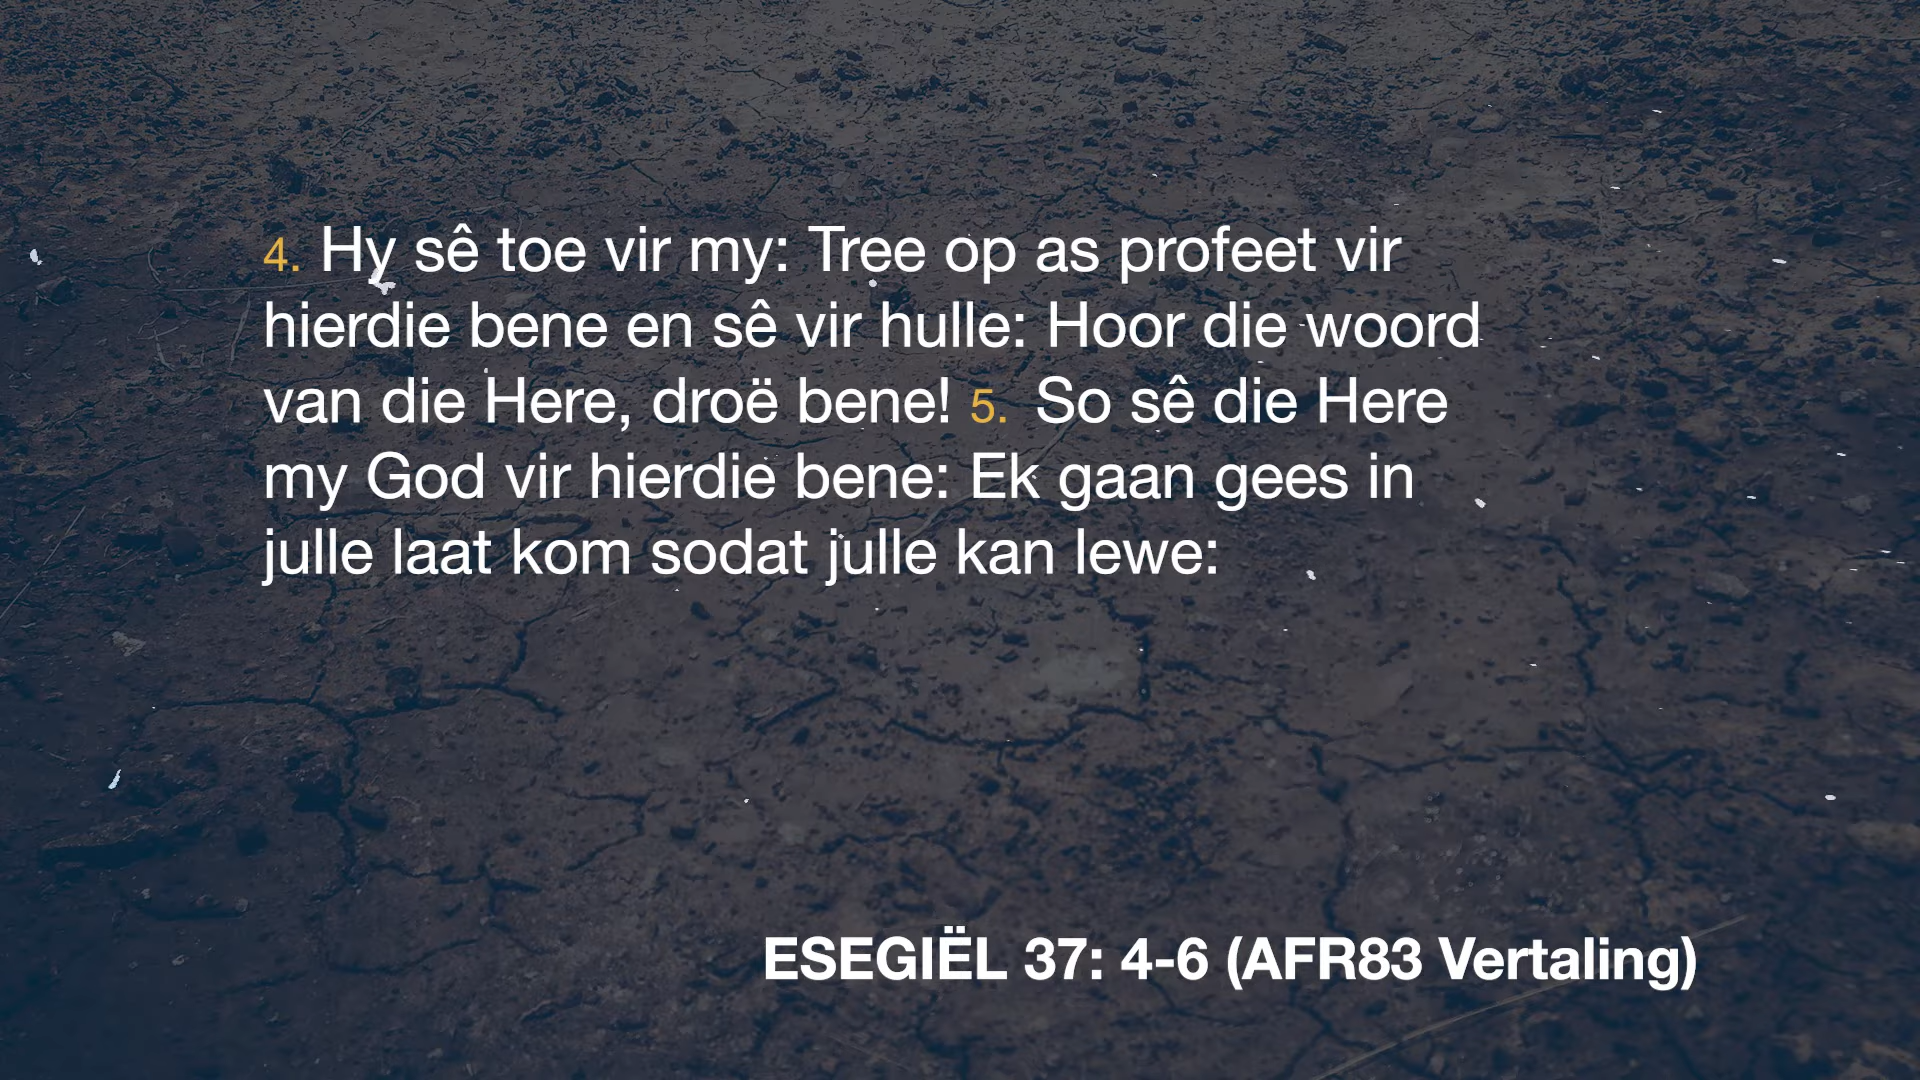 4. Hy sê toe vir my: Tree op as profeet vir
hierdie bene en sê vir hulle: Hoor die woord
van die Here, droë bene! 5. So sê die Here
my God vir hierdie bene: Ek gaan gees in
julle laat kom sodat julle kan lewe:
ESEGIËL 37: 4-6 (AFR83 Vertaling)